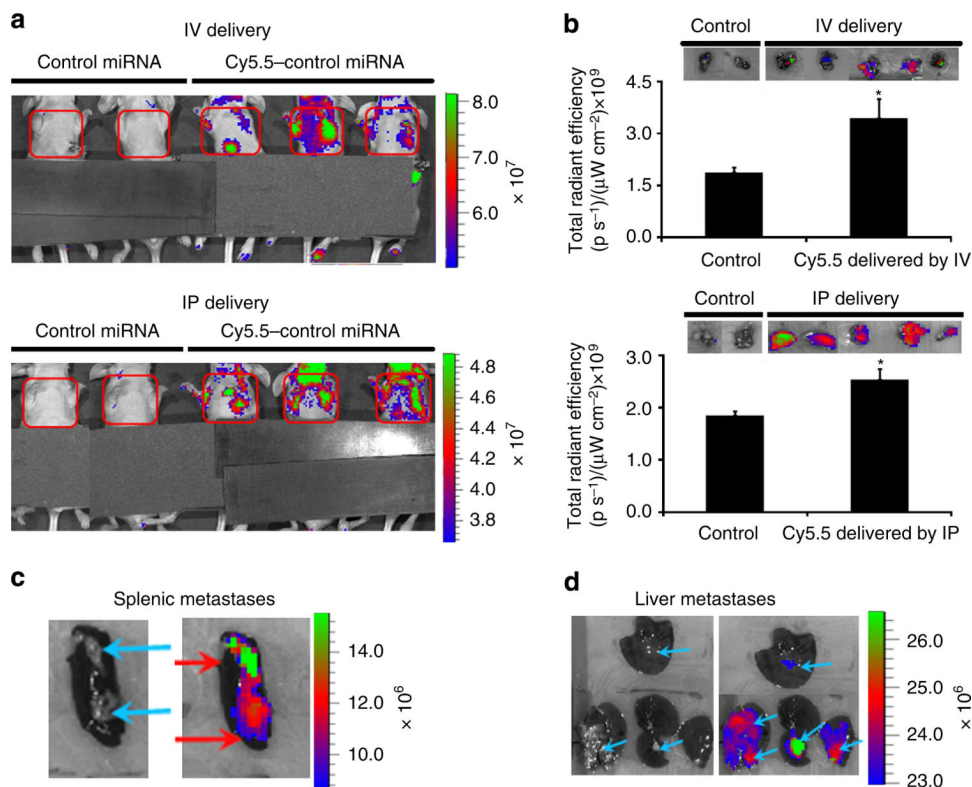 a
IV delivery
Control miRNA Cy5.5–control miRNA
8.0
7.0
6.0
× 10⁷
IP delivery
Control miRNA Cy5.5–control miRNA
4.8
4.6
4.4
4.2
4.0
3.8
× 10⁷
b
Control IV delivery
Total radiant efficiency
(p s⁻¹)/(μW cm⁻²)×10⁹
6.0
4.5
3.0
1.5
4.0
*
Control Cy5.5 delivered by IV
Control IP delivery
Total radiant efficiency
(p s⁻¹)/(μW cm⁻²)×10⁹
3.0
2.0
1.0
0.0
*
Control Cy5.5 delivered by IP
c
Splenic metastases
14.0
12.0
10.0
× 10⁶
d
Liver metastases
26.0
25.0
24.0
23.0
× 10⁶